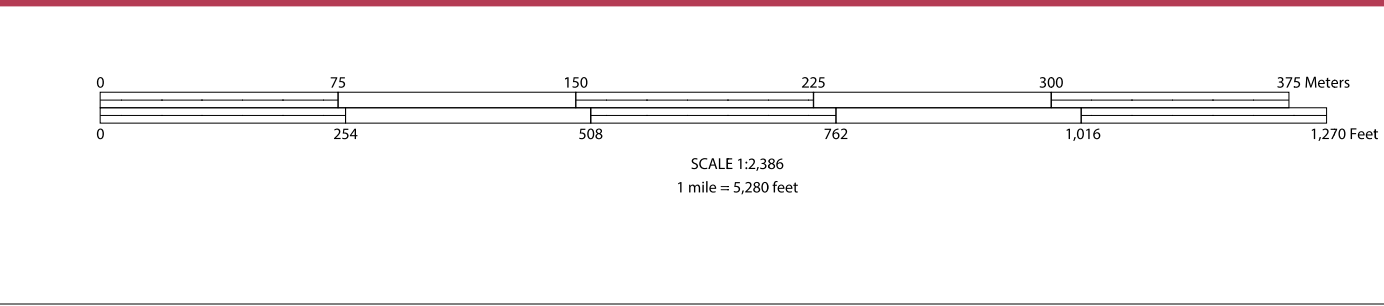 0 75 150 225 300 375 Meters
0 254 508 762 1,016 1,270 Feet
SCALE 1:2,386
1 mile = 5,280 feet